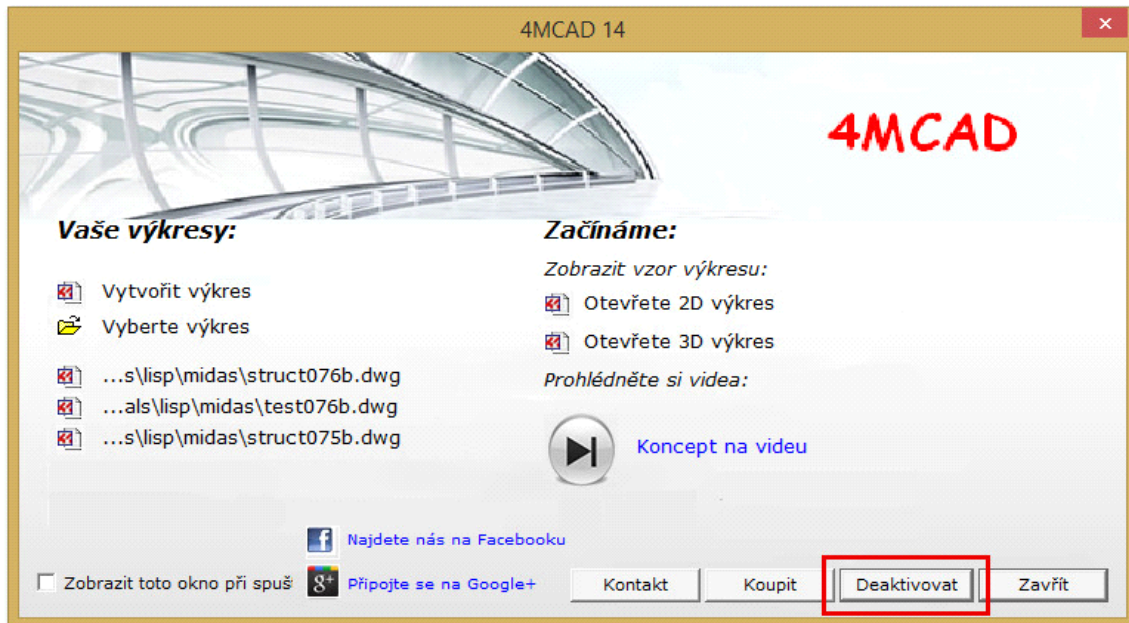 4MCAD 14
4MCAD
Vaše výkresy:
Vytvořit výkres
Vyberte výkres
...s\lisp\midas\struct076b.dwg
...als\lisp\midas\test076b.dwg
...s\lisp\midas\struct075b.dwg
Začínáme:
Zobrazit vzor výkresu:
Otevřete 2D výkres
Otevřete 3D výkres
Prohlédněte si videa:
Koncept na videu
Najdete nás na Facebooku
Zobrazit toto okno při spuš
Připojte se na Google+
Kontakt
Koupit
Deaktivovat
Zavřít